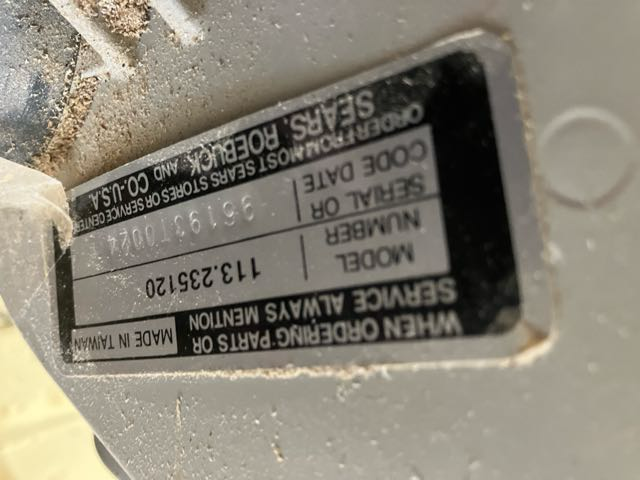 WHEN ORDERING PARTS OR
SERVICE ALWAYS MENTION
MADE IN TAIWAN
MODEL NUMBER 113.235120
SERIAL OR CODE DATE
SEARS, ROEBUCK AND CO.-U.S.A.
ORDER FROM MOST SEARS STORES OR SERVICE CENTER